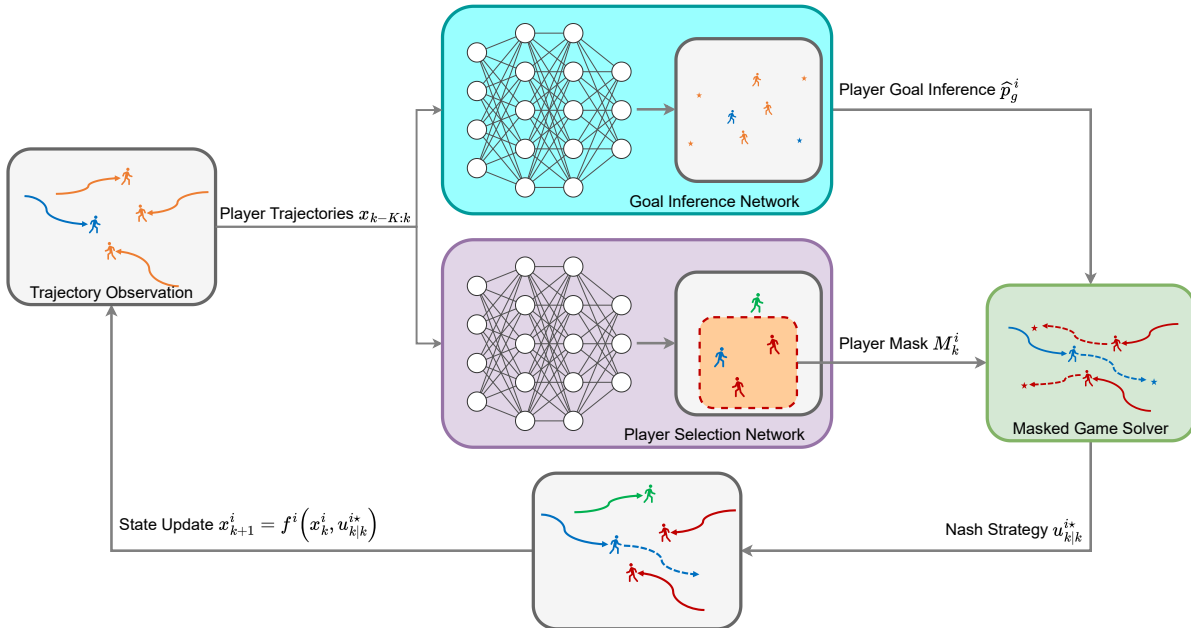 Player Goal Inference $\widehat{p}_g^{\,i}$
Goal Inference Network
Player Trajectories $x_{k-K:k}$
Trajectory Observation
Player Mask $M_k^i$
Player Selection Network
Masked Game Solver
State Update $x_{k+1}^i = f^i\left(x_k^i, u_{k|k}^{i\star}\right)$
Nash Strategy $u_{k|k}^{i\star}$